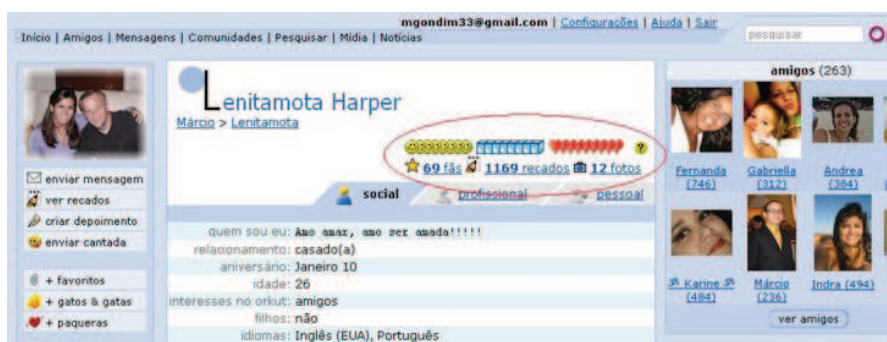 mgondim33@gmail.com | Configurações | Ajuda | Sair
Início | Amigos | Mensagens | Comunidades | Pesquisar | Mídia | Notícias
pesquisar
Lenitamota Harper
Márcio > Lenitamota
69 fãs 1169 recados 12 fotos
social profissional pessoal
enviar mensagem
ver recados
criar depoimento
enviar cantada
+ favoritos
+ gatos & gatas
+ paqueras
quem sou eu: Amo amar, amo ser amada!!!!!
relacionamento: casado(a)
aniversário: Janeiro 10
idade: 26
interesses no orkut: amigos
filhos: não
idiomas: Inglês (EUA), Português
amigos (263)
Fernanda Gabriella Andrea
(746) (312) (384)
ॐ Karine ॐ Márcio Indra (494)
(484) (236)
ver amigos